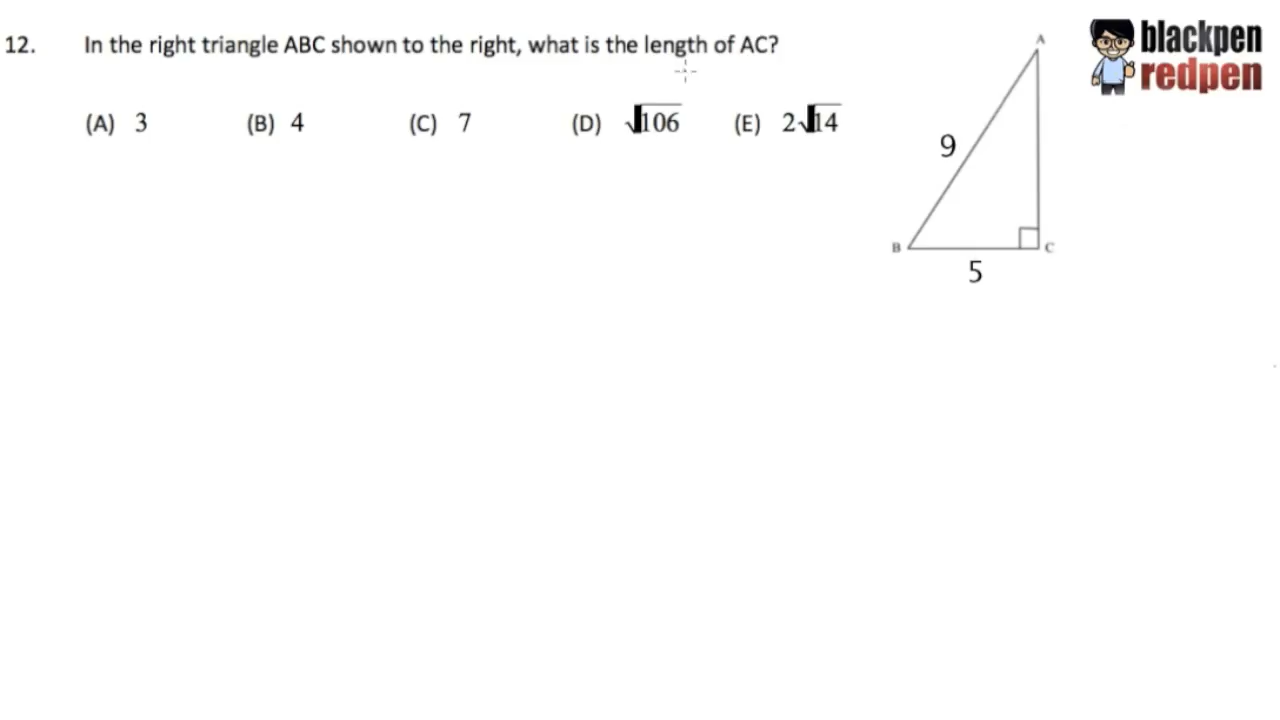 12. In the right triangle ABC shown to the right, what is the length of AC?
(A) 3 (B) 4 (C) 7 (D) √106 (E) 2√14
blackpen
redpen
A
9
B
C
5